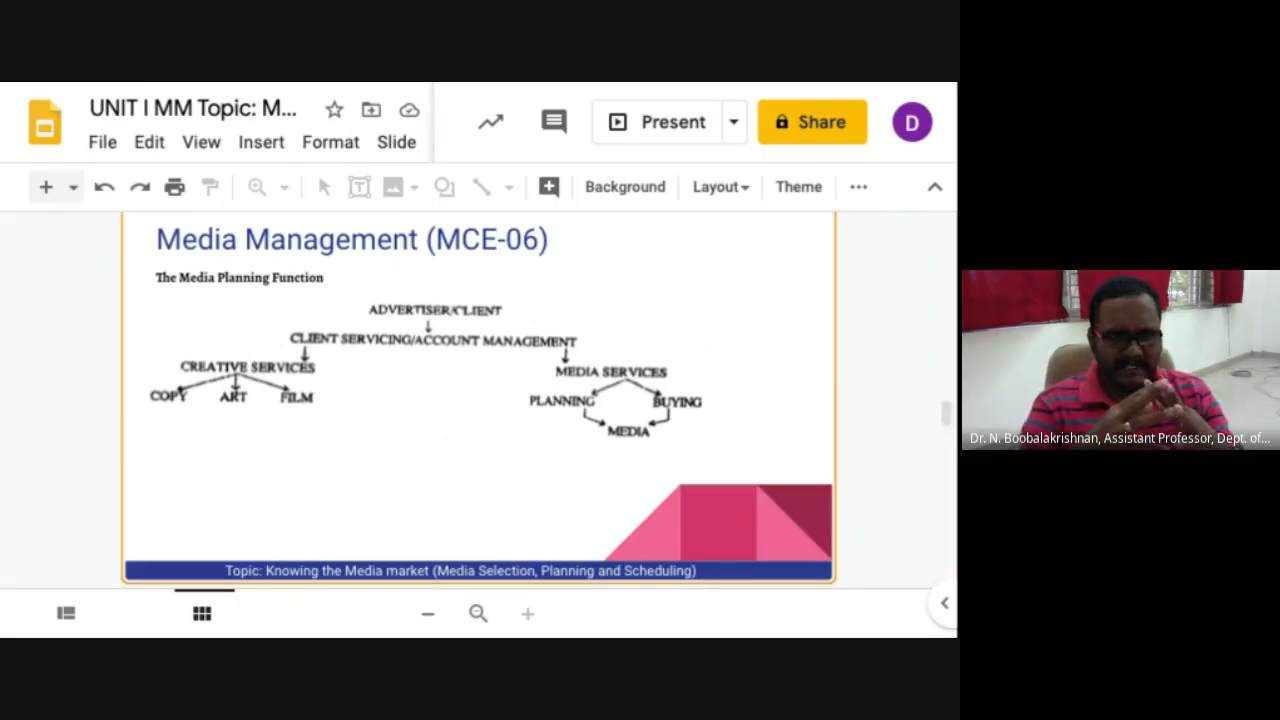 UNIT I MM Topic: M...
File Edit View Insert Format Slide
Present
Share
D
Background Layout Theme
Media Management (MCE-06)
The Media Planning Function
ADVERTISER/CLIENT
CLIENT SERVICING/ACCOUNT MANAGEMENT
CREATIVE SERVICES
MEDIA SERVICES
COPY ART FILM
PLANNING BUYING
MEDIA
Topic: Knowing the Media market (Media Selection, Planning and Scheduling)
Dr. N. Boobalakrishnan, Assistant Professor, Dept. of...